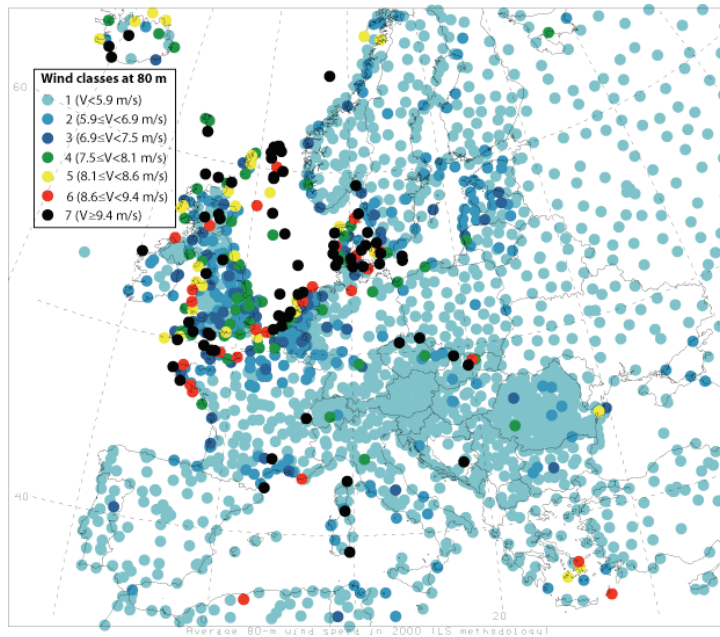 60
Wind classes at 80 m
1 (V<5.9 m/s)
2 (5.9≤V<6.9 m/s)
3 (6.9≤V<7.5 m/s)
4 (7.5≤V<8.1 m/s)
5 (8.1≤V<8.6 m/s)
6 (8.6≤V<9.4 m/s)
7 (V≥9.4 m/s)
40
0
20
Average 80-m wind speed in 2000 (LS methodology)